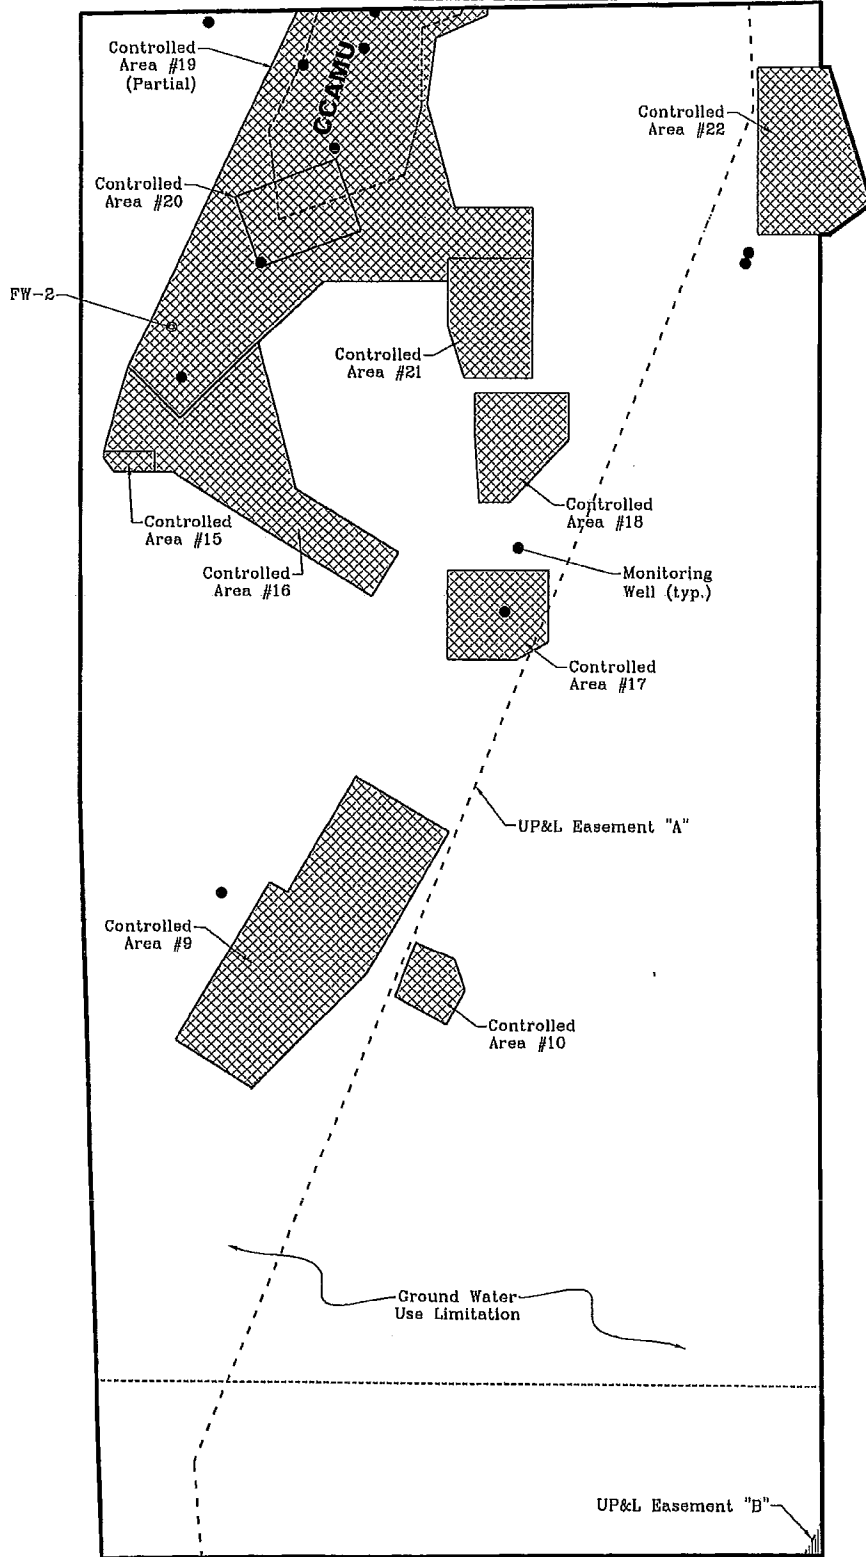 Controlled
Area #19
(Partial)
CCAMU
Controlled
Area #22
Controlled
Area #20
FW-2
Controlled
Area #21
Controlled
Area #18
Controlled
Area #15
Controlled
Area #16
Monitoring
Well (typ.)
Controlled
Area #17
UP&L Easement "A"
Controlled
Area #9
Controlled
Area #10
Ground Water
Use Limitation
UP&L Easement "B"